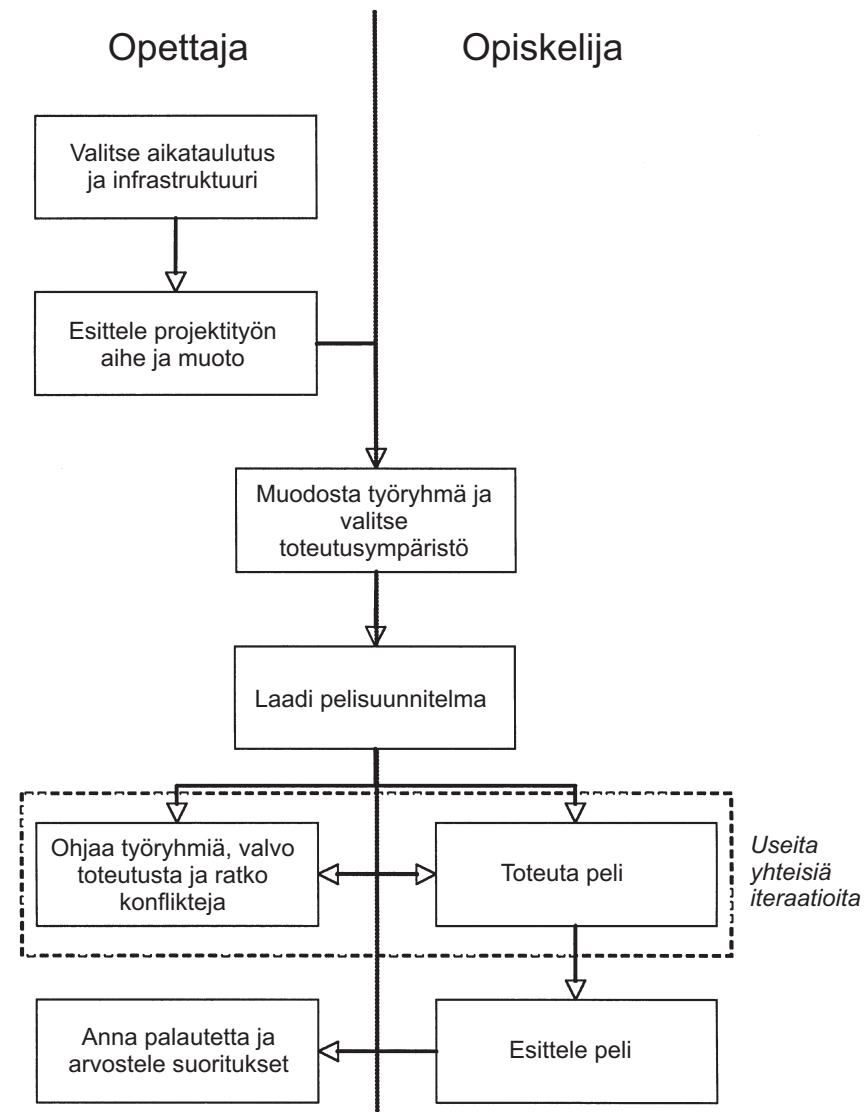 Opettaja
Opiskelija
Valitse aikataulutus
ja infrastruktuuri
Esittele projektityön
aihe ja muoto
Muodosta työryhmä ja
valitse
toteutusympäristö
Laadi pelisuunnitelma
Ohjaa työryhmiä, valvo
toteutusta ja ratko
konflikteja
Toteuta peli
Useita
yhteisiä
iteraatioita
Anna palautetta ja
arvostele suoritukset
Esittele peli